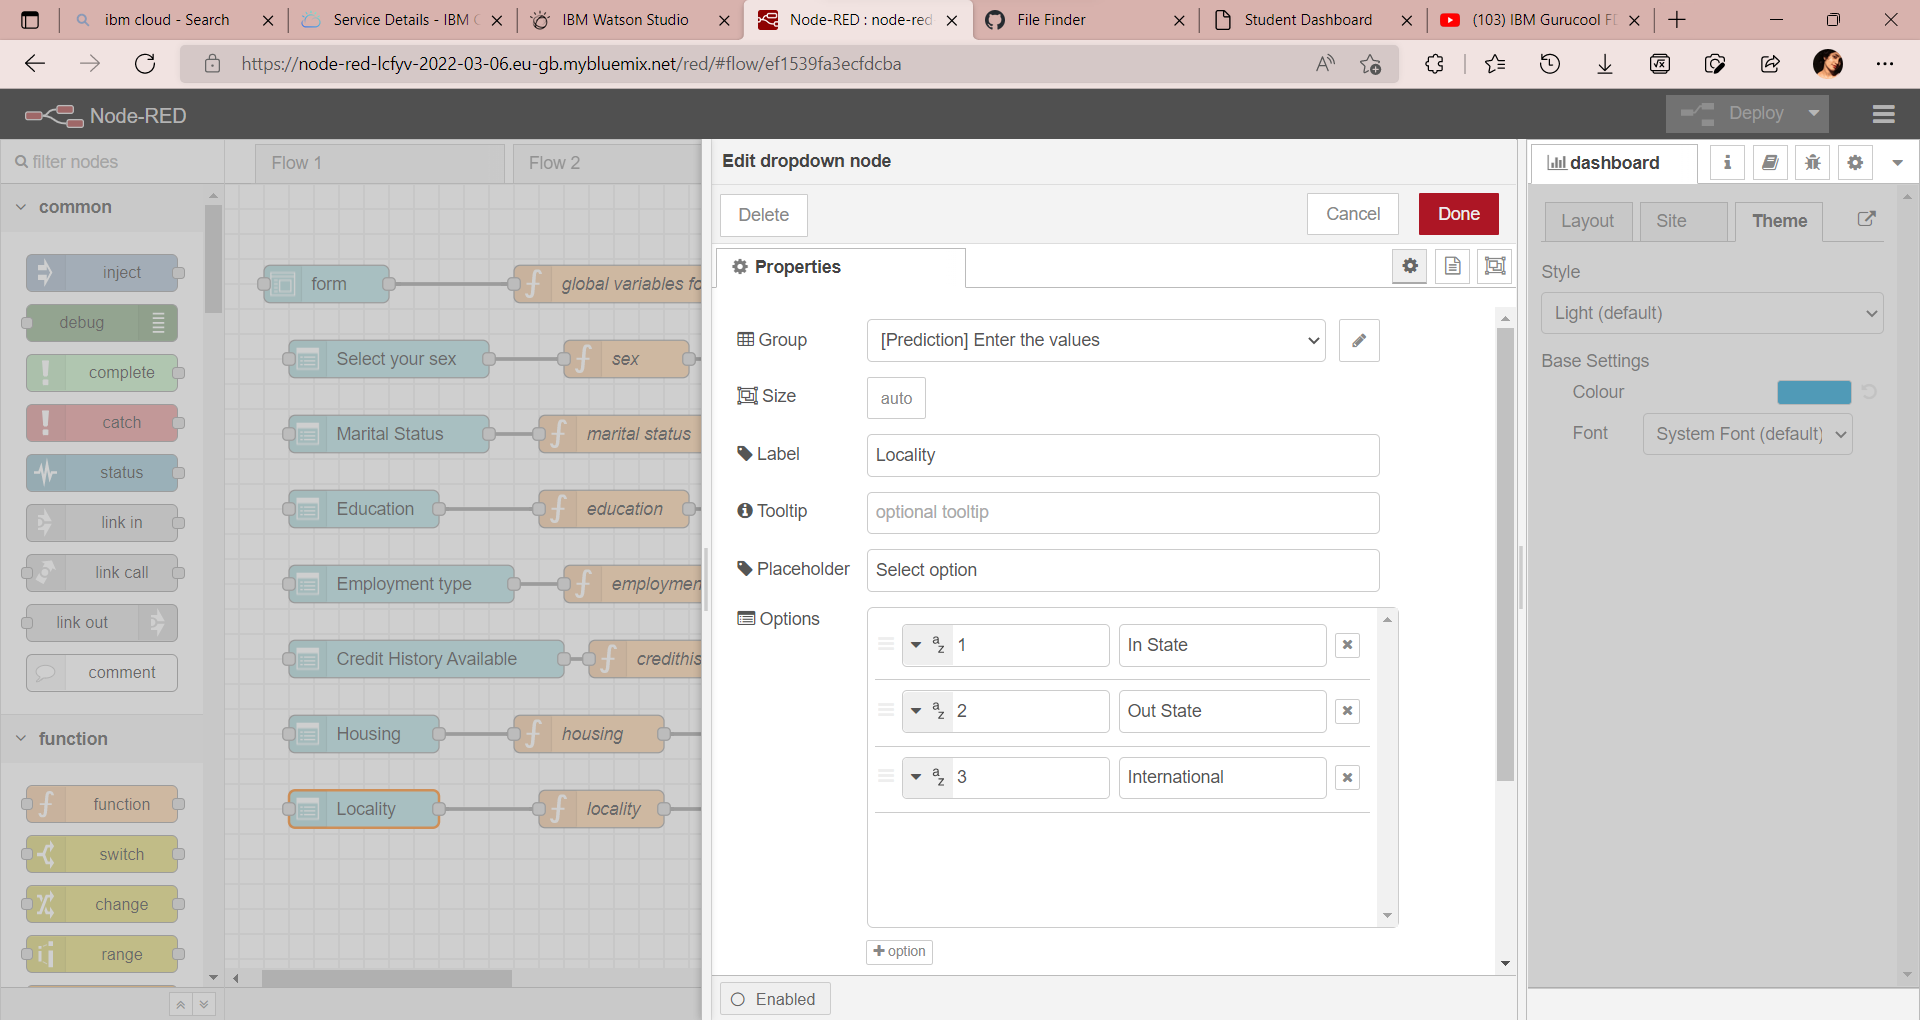 ibm cloud - Search
Service Details - IBM C
IBM Watson Studio
Node-RED : node-red
File Finder
Student Dashboard
(103) IBM Gurucool FD
https://node-red-lcfyv-2022-03-06.eu-gb.mybluemix.net/red/#flow/ef1539fa3ecfdcba
Node-RED
Deploy
filter nodes
common
inject
debug
complete
catch
status
link in
link call
link out
comment
function
function
switch
change
range
Flow 1
Flow 2
form
global variables fo
Select your sex
sex
Marital Status
marital status
Education
education
Employment type
employmen
Credit History Available
credithis
Housing
housing
Locality
locality
Edit dropdown node
Delete
Cancel
Done
Properties
Group
[Prediction] Enter the values
Size
auto
Label
Locality
Tooltip
optional tooltip
Placeholder
Select option
Options
1
In State
2
Out State
3
International
option
Enabled
dashboard
Layout
Site
Theme
Style
Light (default)
Base Settings
Colour
Font
System Font (default)